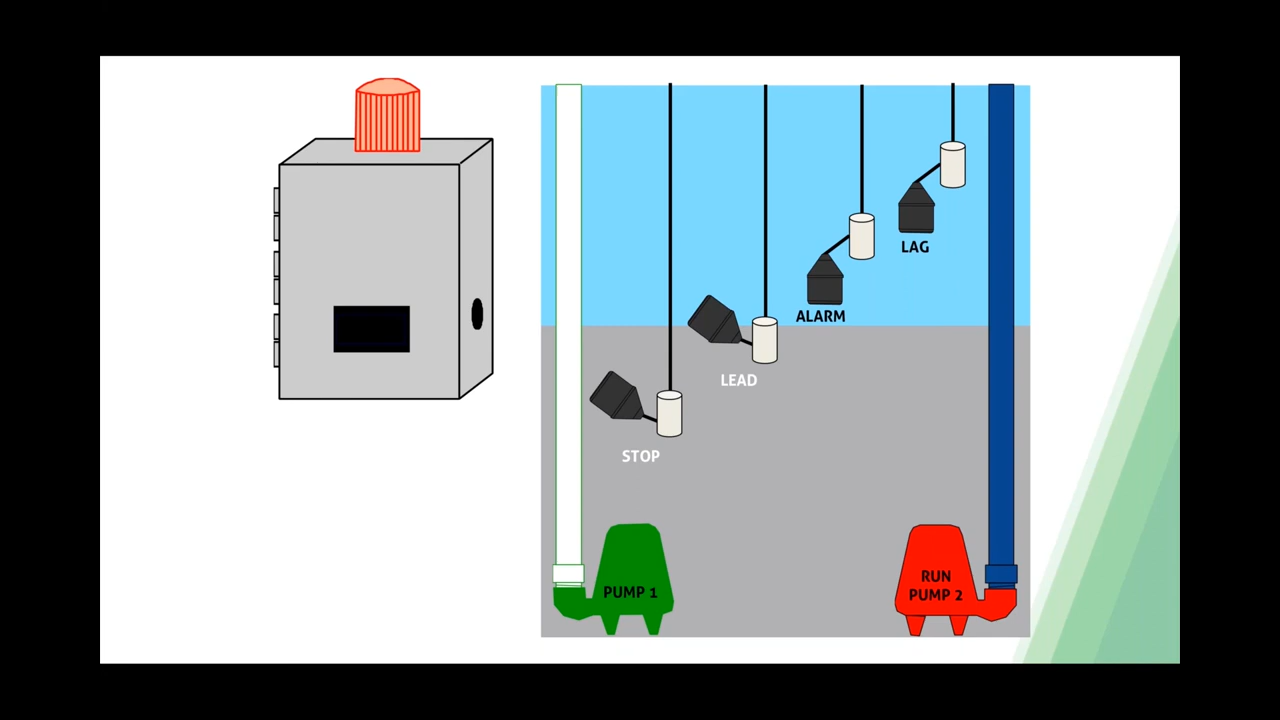 LAG
ALARM
LEAD
STOP
PUMP 1
RUN
PUMP 2